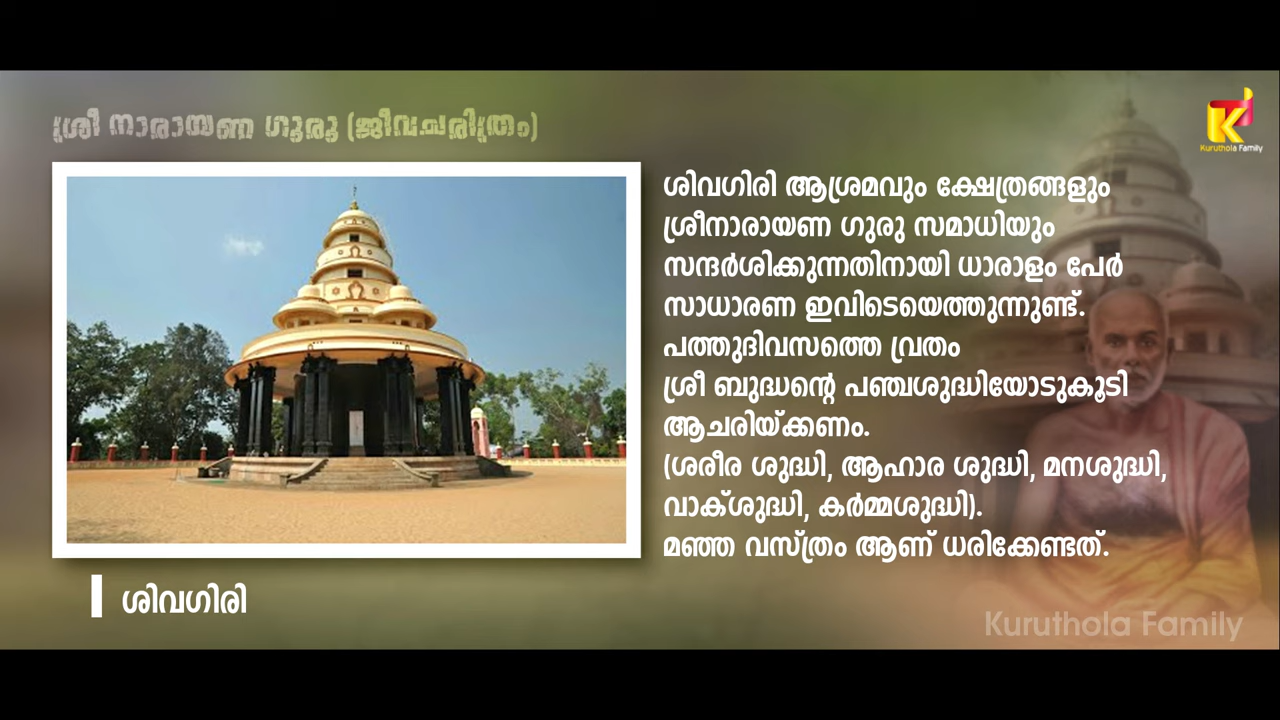 ശ്രീ നാരായണ ഗുരു (ജീവചരിത്രം)
Kuruthola Family
ശിവഗിരി ആശ്രമവും ക്ഷേത്രങ്ങളും
ശ്രീനാരായണ ഗുരു സമാധിയും
സന്ദർശിക്കുന്നതിനായി ധാരാളം പേർ
സാധാരണ ഇവിടെയെത്തുന്നുണ്ട്.
പത്തുദിവസത്തെ വ്രതം
ശ്രീ ബുദ്ധന്റെ പഞ്ചശുദ്ധിയോടുകൂടി
ആചരിയ്ക്കണം.
(ശരീര ശുദ്ധി, ആഹാര ശുദ്ധി, മനശുദ്ധി,
വാക്ശുദ്ധി, കർമ്മശുദ്ധി).
മഞ്ഞ വസ്ത്രം ആണ് ധരിക്കേണ്ടത്.
ശിവഗിരി
Kuruthola Family